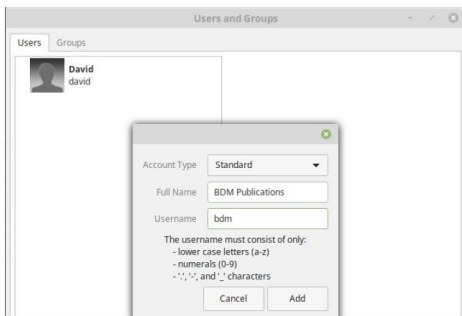 Users and Groups
Users Groups
David
david
Account Type Standard
Full Name BDM Publications
Username bdm
The username must consist of only:
- lower case letters (a-z)
- numerals (0-9)
- '.', '-', and '_' characters
Cancel Add